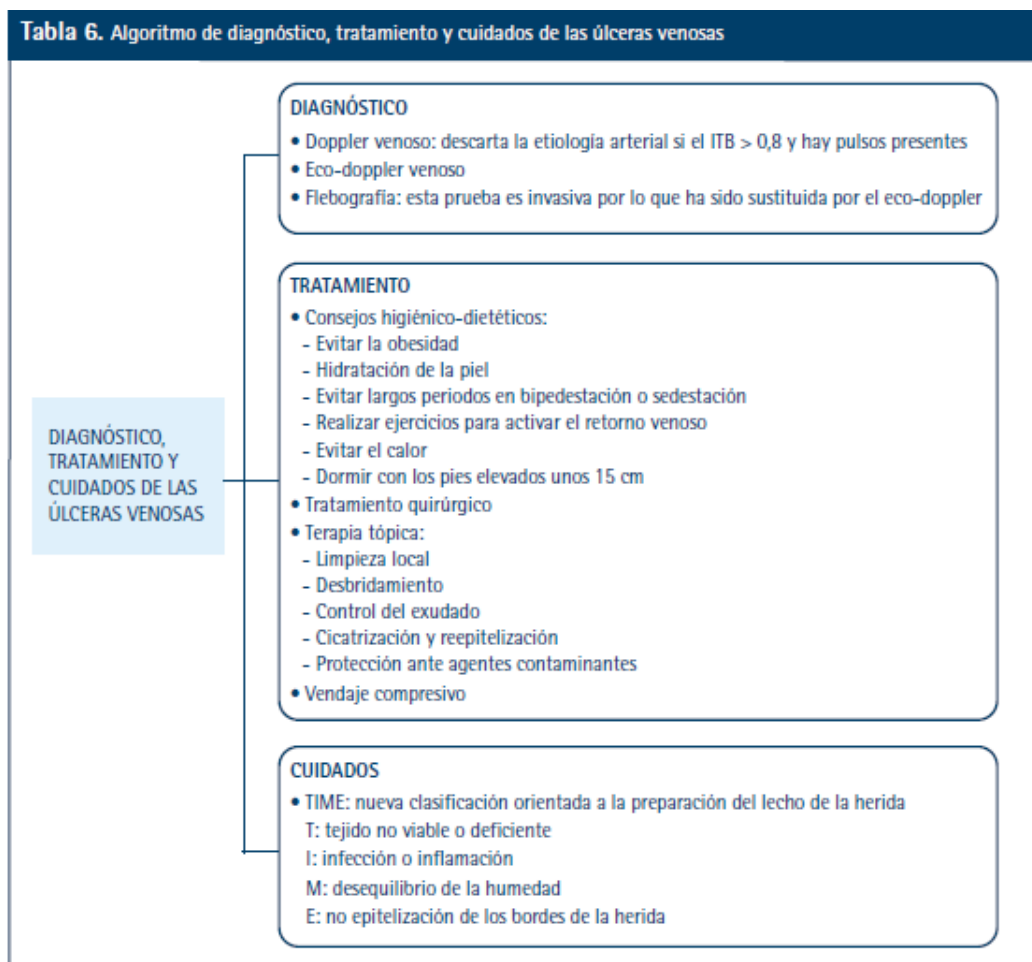 Tabla 6. Algoritmo de diagnóstico, tratamiento y cuidados de las úlceras venosas
DIAGNÓSTICO
• Doppler venoso: descarta la etiología arterial si el ITB > 0,8 y hay pulsos presentes
• Eco-doppler venoso
• Flebografía: esta prueba es invasiva por lo que ha sido sustituida por el eco-doppler
TRATAMIENTO
• Consejos higiénico-dietéticos:
- Evitar la obesidad
- Hidratación de la piel
- Evitar largos periodos en bipedestación o sedestación
- Realizar ejercicios para activar el retorno venoso
- Evitar el calor
- Dormir con los pies elevados unos 15 cm
• Tratamiento quirúrgico
• Terapia tópica:
- Limpieza local
- Desbridamiento
- Control del exudado
- Cicatrización y reepitelización
- Protección ante agentes contaminantes
• Vendaje compresivo
DIAGNÓSTICO,
TRATAMIENTO Y
CUIDADOS DE LAS
ÚLCERAS VENOSAS
CUIDADOS
• TIME: nueva clasificación orientada a la preparación del lecho de la herida
T: tejido no viable o deficiente
I: infección o inflamación
M: desequilibrio de la humedad
E: no epitelización de los bordes de la herida